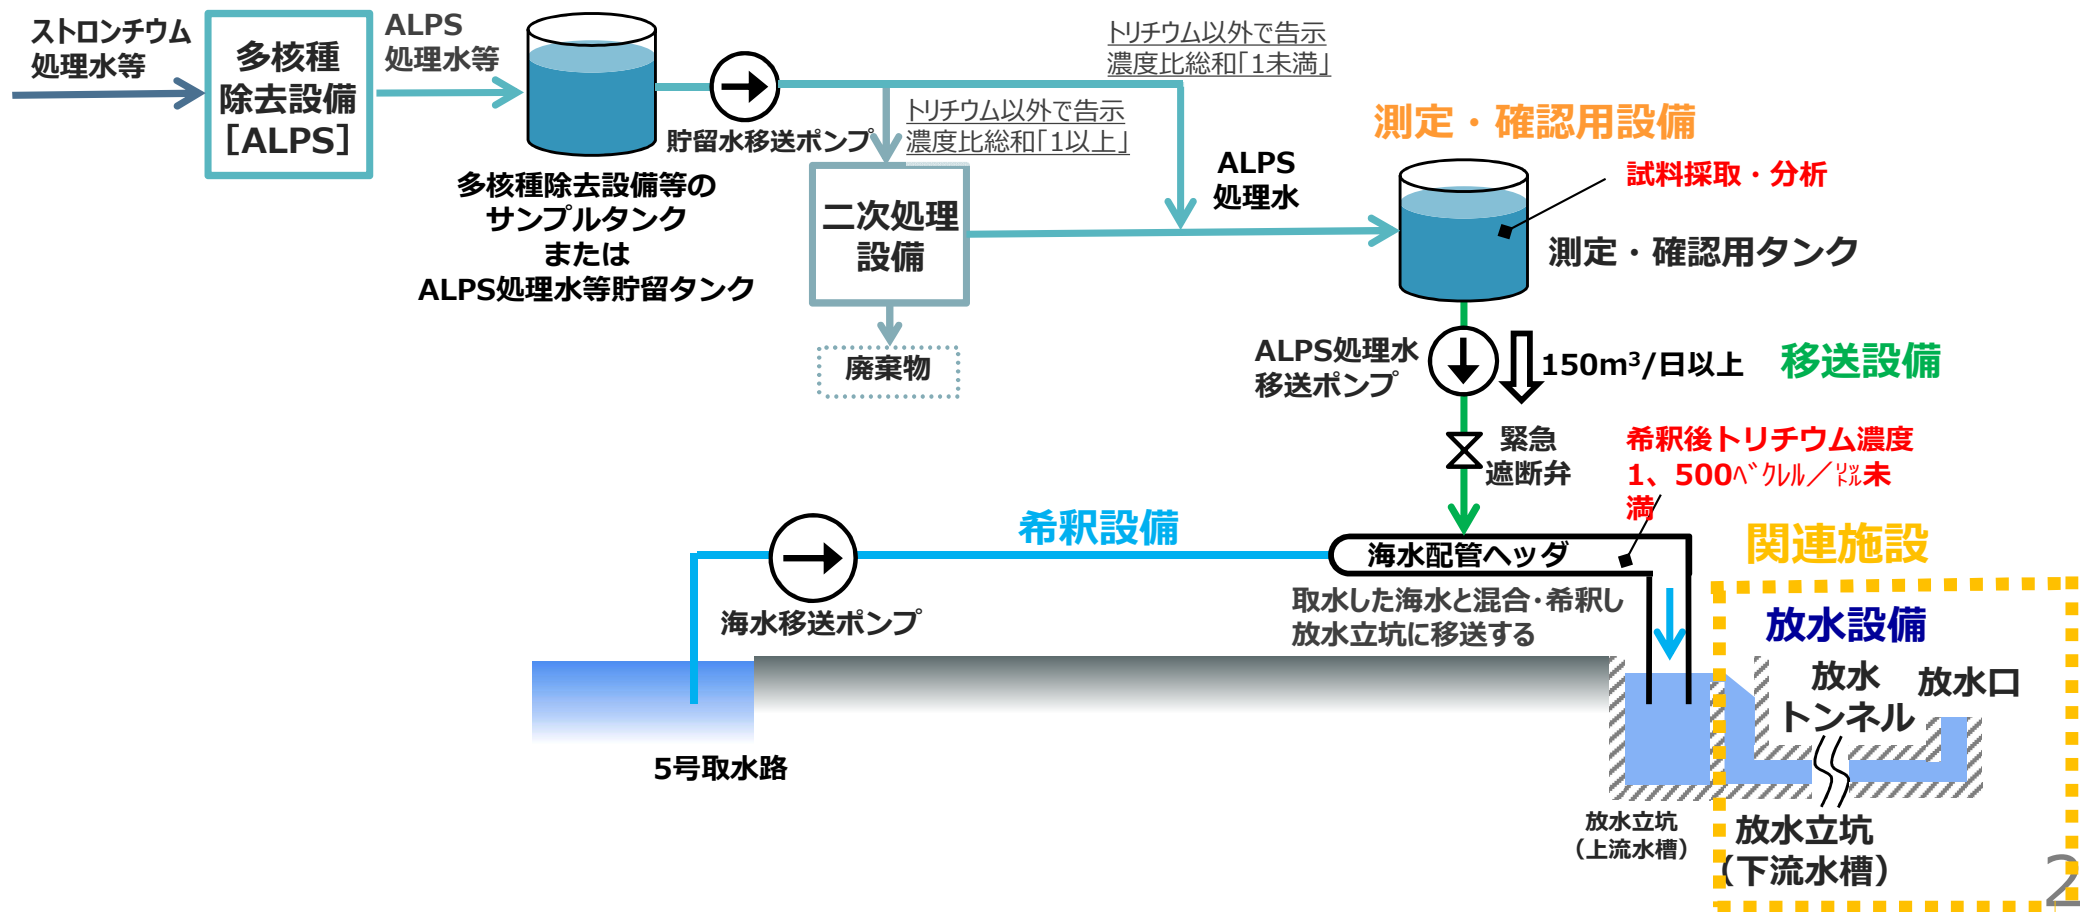 ストロンチウム
処理水等
多核種
除去設備
［ALPS］
ALPS
処理水等
貯留水移送ポンプ
多核種除去設備等の
サンプルタンク
または
ALPS処理水等貯留タンク
トリチウム以外で告示
濃度比総和「1未満」
トリチウム以外で告示
濃度比総和「1以上」
二次処理
設備
廃棄物
ALPS
処理水
測定・確認用設備
試料採取・分析
測定・確認用タンク
ALPS処理水
移送ポンプ
150m³/日以上
移送設備
緊急
遮断弁
希釈後トリチウム濃度
1、500ﾍﾞｸﾚﾙ／㍑未
満
希釈設備
海水配管ヘッダ
関連施設
海水移送ポンプ
取水した海水と混合・希釈し
放水立坑に移送する
放水設備
放水
トンネル
放水口
5号取水路
放水立坑
（上流水槽）
放水立坑
（下流水槽）
2